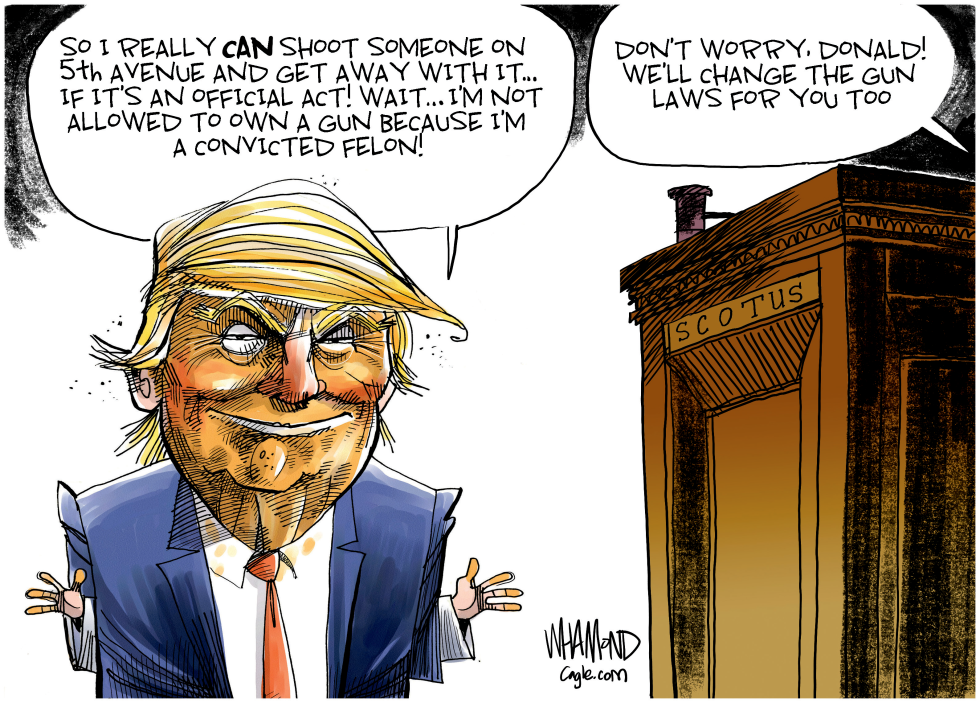 SO I REALLY CAN SHOOT SOMEONE ON
5th AVENUE AND GET AWAY WITH IT...
IF IT'S AN OFFICIAL ACT! WAIT... I'M NOT
ALLOWED TO OWN A GUN BECAUSE I'M
A CONVICTED FELON!
DON'T WORRY, DONALD!
WE'LL CHANGE THE GUN
LAWS FOR YOU TOO
SCOTUS
WHAMOND
Cagle.com